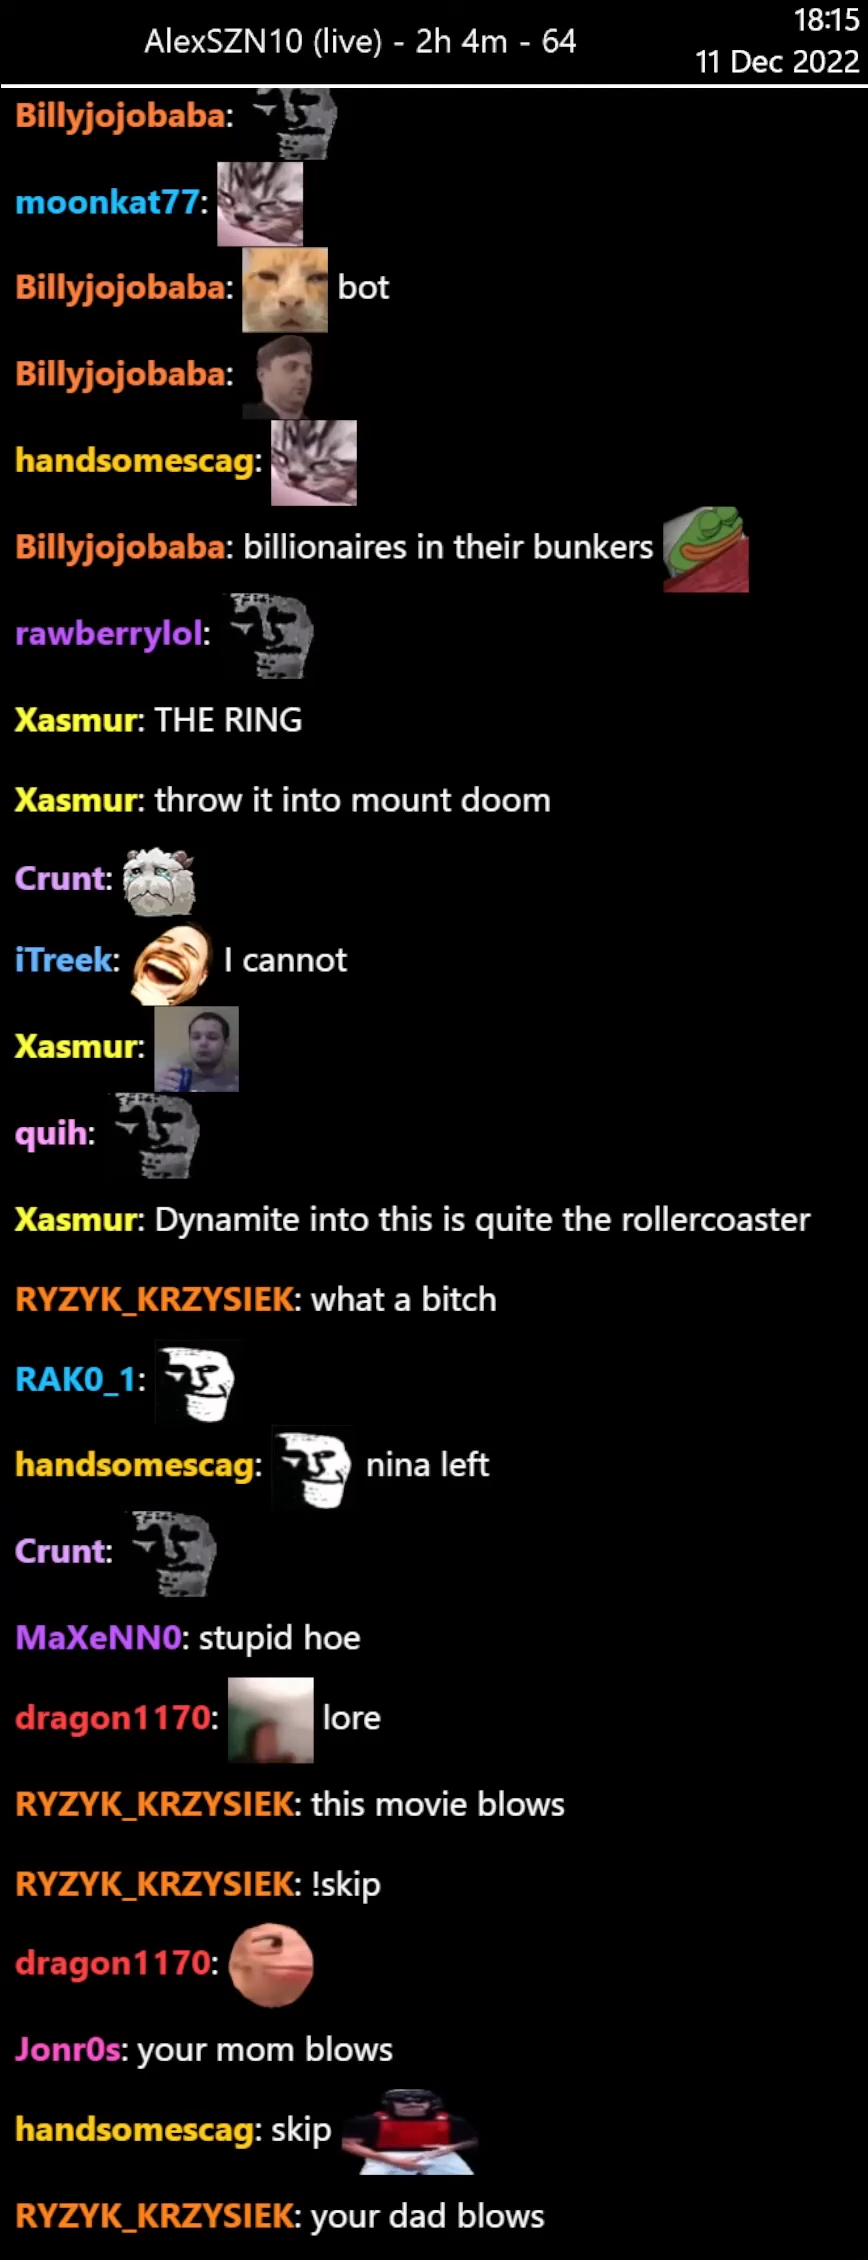 AlexSZN10 (live) - 2h 4m - 64
18:15
11 Dec 2022
Billyjojobaba:
moonkat77:
Billyjojobaba: bot
Billyjojobaba:
handsomescag:
Billyjojobaba: billionaires in their bunkers
rawberrylol:
Xasmur: THE RING
Xasmur: throw it into mount doom
Crunt:
iTreek: I cannot
Xasmur:
quih:
Xasmur: Dynamite into this is quite the rollercoaster
RYZYK_KRZYSIEK: what a bitch
RAK0_1:
handsomescag: nina left
Crunt:
MaXeNN0: stupid hoe
dragon1170: lore
RYZYK_KRZYSIEK: this movie blows
RYZYK_KRZYSIEK: !skip
dragon1170:
Jonr0s: your mom blows
handsomescag: skip
RYZYK_KRZYSIEK: your dad blows